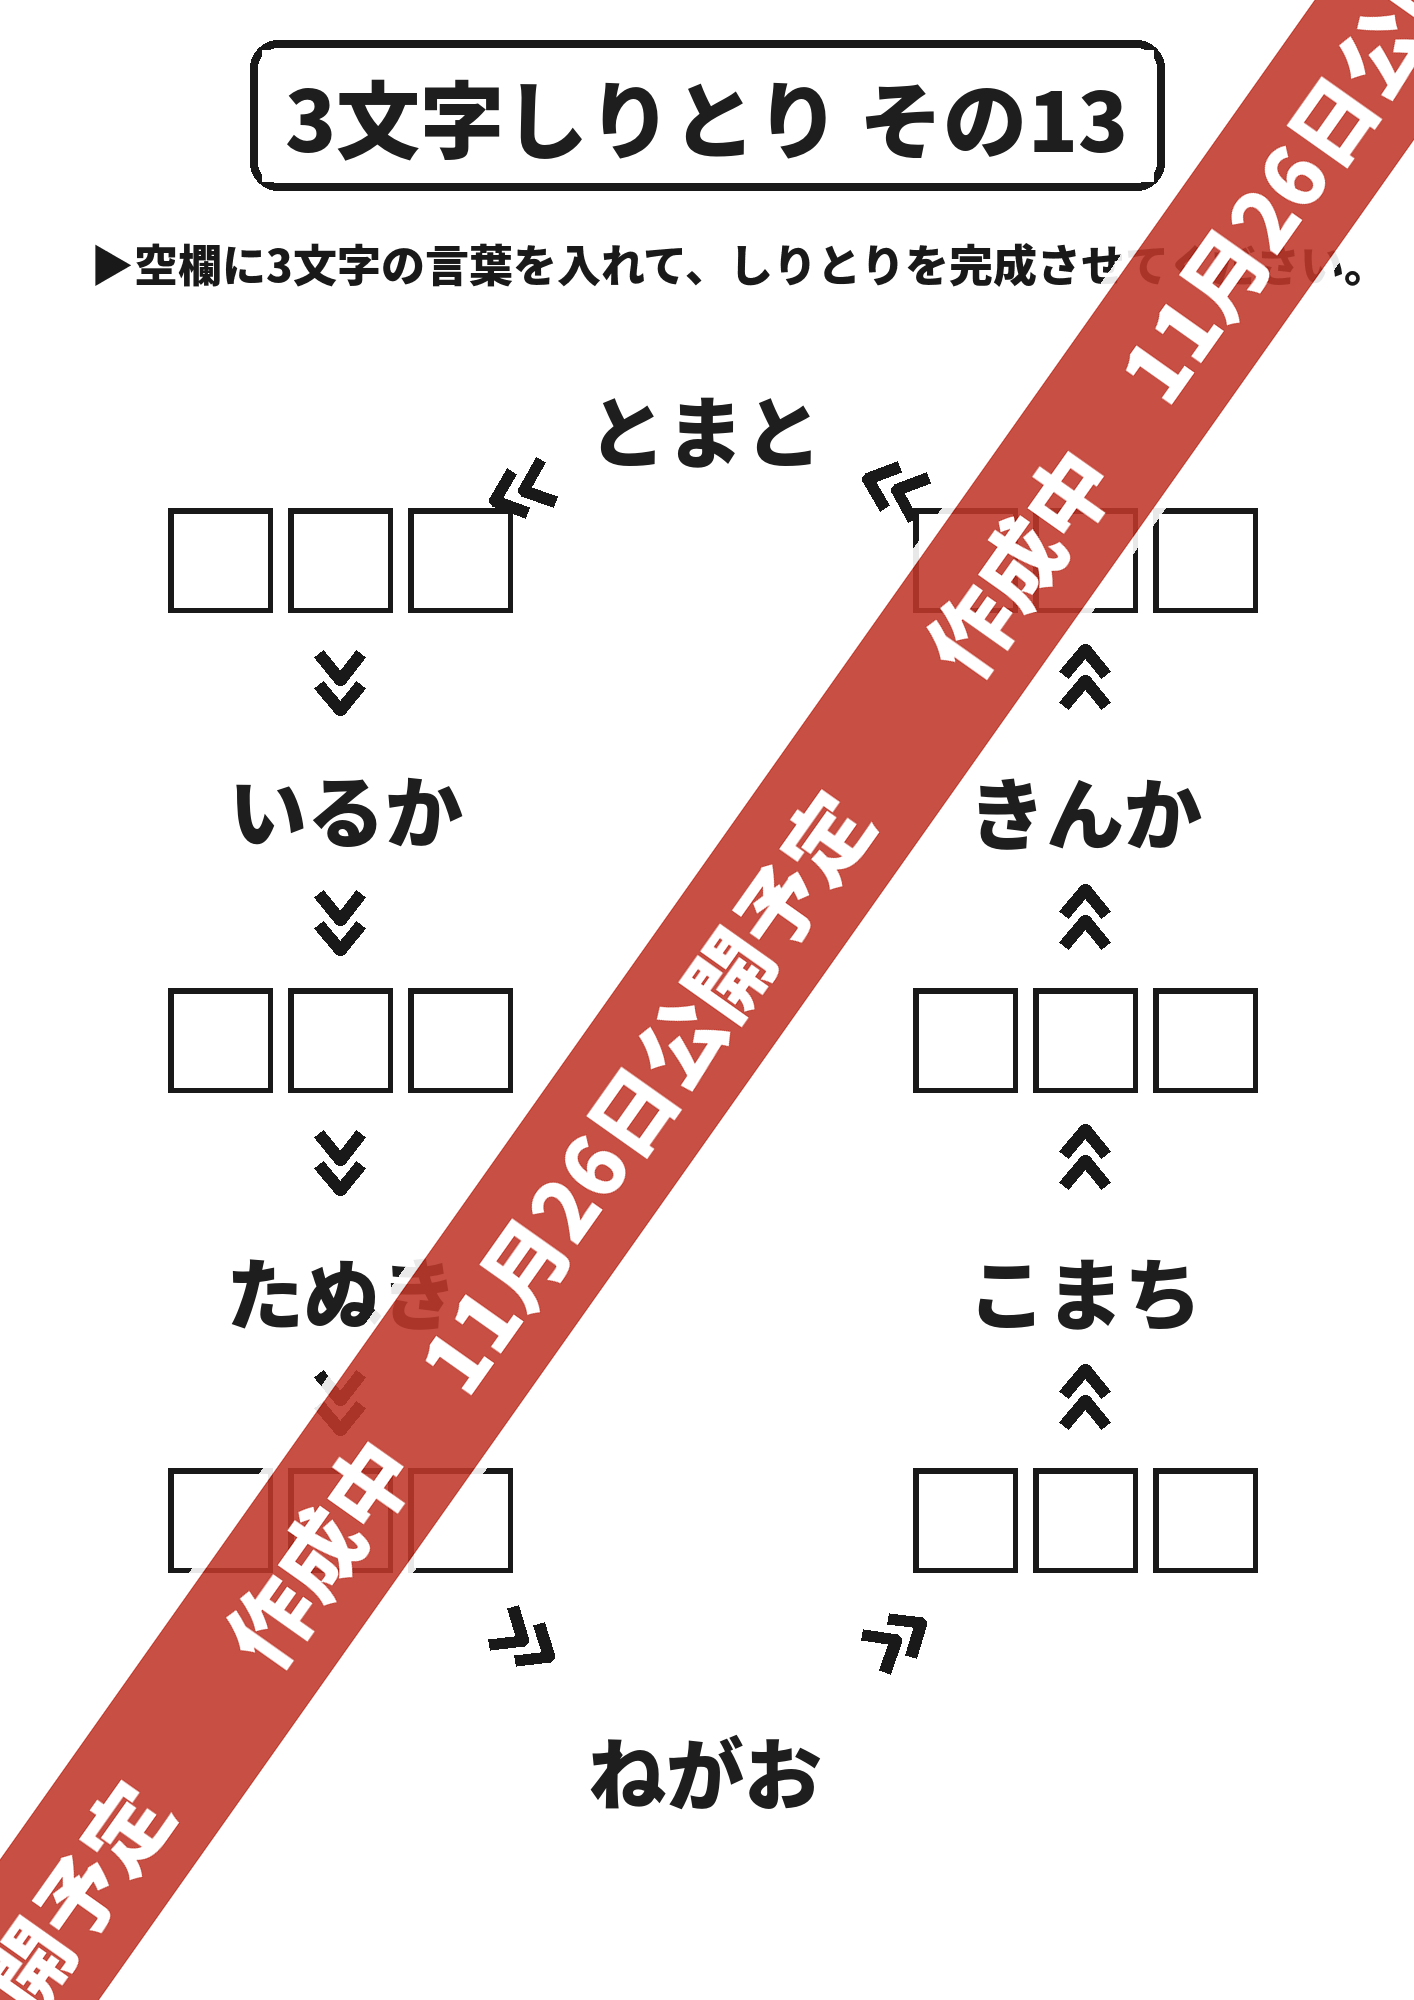 3文字しりとり その13
▶空欄に3文字の言葉を入れて、しりとりを完成させてください。
とまと
いるか
きんか
たぬき
こまち
ねがお
作成中 11月26日公開予定
作成中 11月26日公
開予定